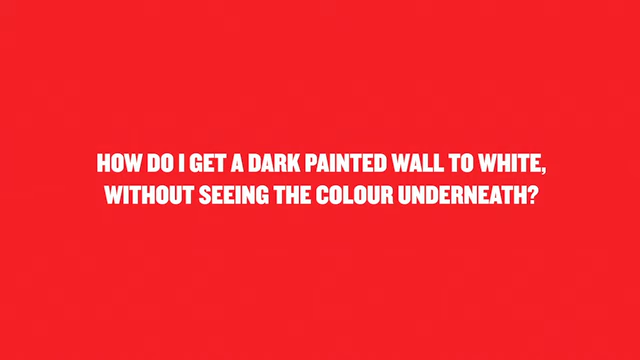 HOW DO I GET A DARK PAINTED WALL TO WHITE,
WITHOUT SEEING THE COLOUR UNDERNEATH?